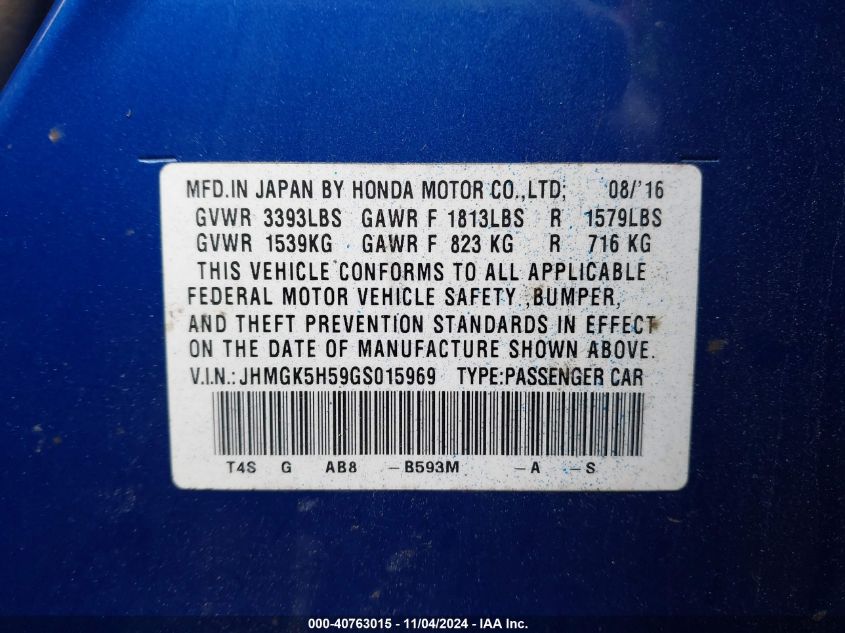 MFD.IN JAPAN BY HONDA MOTOR CO.,LTD; 08/'16
GVWR 3393LBS GAWR F 1813LBS R 1579LBS
GVWR 1539KG GAWR F 823 KG R 716 KG
THIS VEHICLE CONFORMS TO ALL APPLICABLE
FEDERAL MOTOR VEHICLE SAFETY ,BUMPER,
AND THEFT PREVENTION STANDARDS IN EFFECT
ON THE DATE OF MANUFACTURE SHOWN ABOVE.
V.I.N.: JHMGK5H59GS015969 TYPE:PASSENGER CAR
T4S G AB8 -B593M -A -S
000-40763015 - 11/04/2024 - IAA Inc.